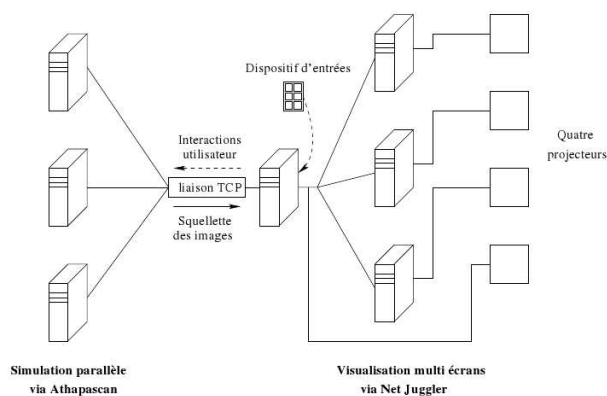 Dispositif d'entrées
Interactions
utilisateur
liaison TCP
Squellette
des images
Quatre
projecteurs
Simulation parallèle
via Athapascan
Visualisation multi écrans
via Net Juggler